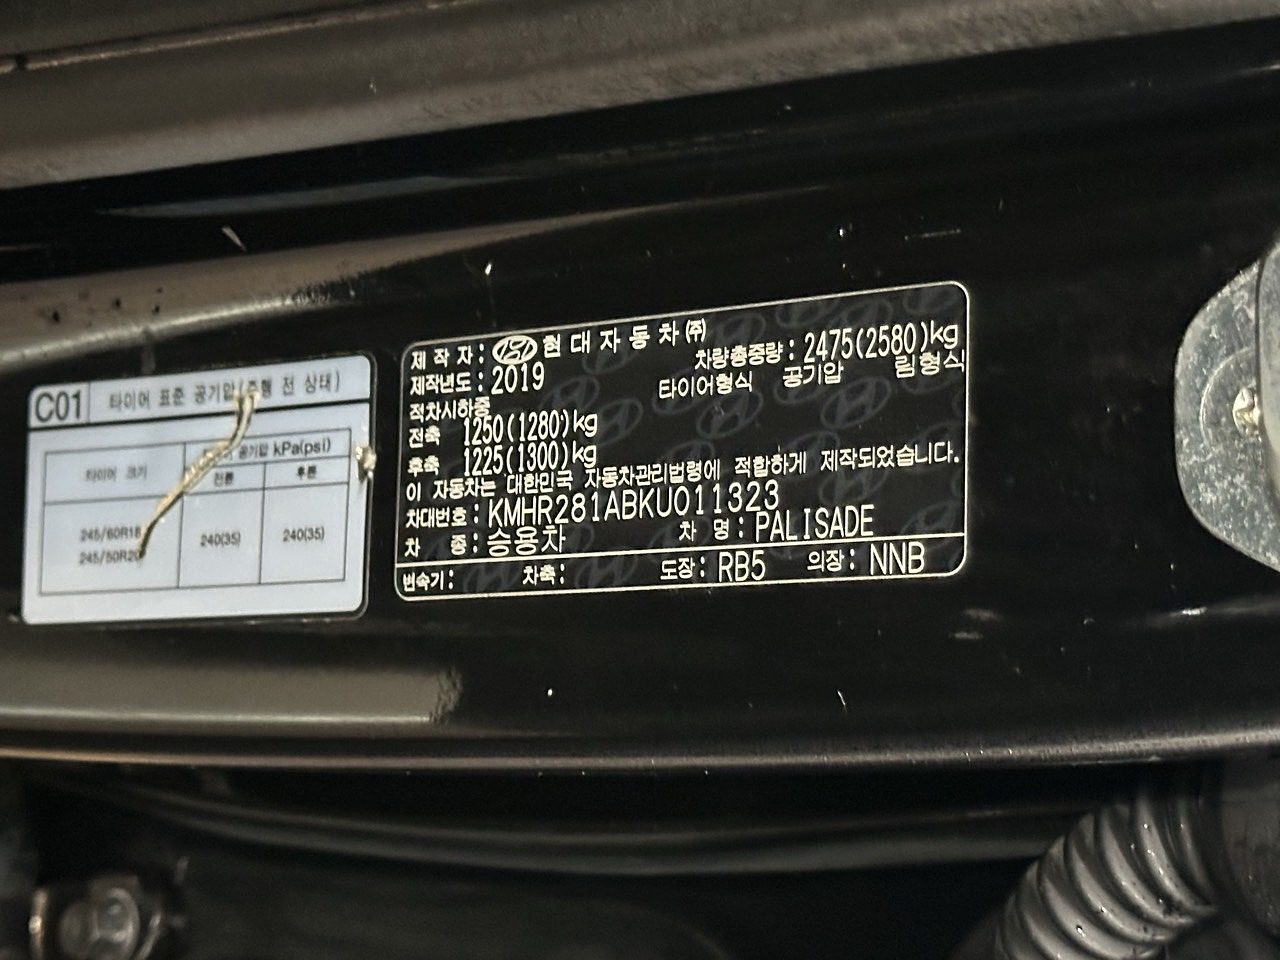 C01 타이어 표준 공기압(주행 전 상태)
타이어 크기 공기압 kPa(psi)
전륜 후륜
245/60R18 240(35) 240(35)
245/50R20
제 작 자 : 현 대 자 동 차 (주)
제작년도 : 2019 차량총중량 : 2475(2580)kg
적차시하중 타이어형식 공기압 림형식
전축 1250(1280)kg
후축 1225(1300)kg
이 자동차는 대한민국 자동차관리법령에 적합하게 제작되었습니다.
차대번호 : KMHR281ABKU011323
차 종 : 승용차 차 명 : PALISADE
변속기 : 차축 : 도장 : RB5 의장 : NNB